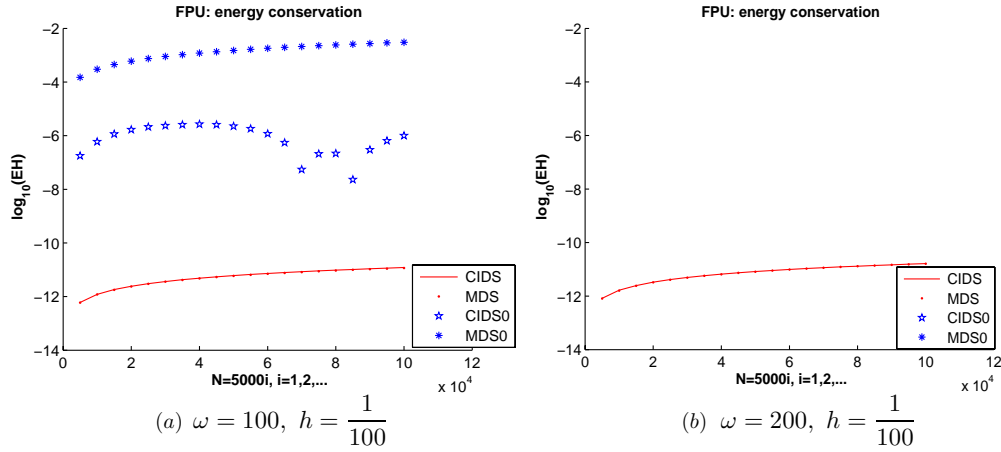 FPU: energy conservation
−2
−4
−6
−8
−10
−12
−14
log10(EH)
0 2 4 6 8 10 12
x 10^4
N=5000i, i=1,2,...
CIDS
MDS
CIDS0
MDS0
(a) ω = 100, h = 1/100
FPU: energy conservation
−2
−4
−6
−8
−10
−12
−14
log10(EH)
0 2 4 6 8 10 12
x 10^4
N=5000i, i=1,2,...
CIDS
MDS
CIDS0
MDS0
(b) ω = 200, h = 1/100